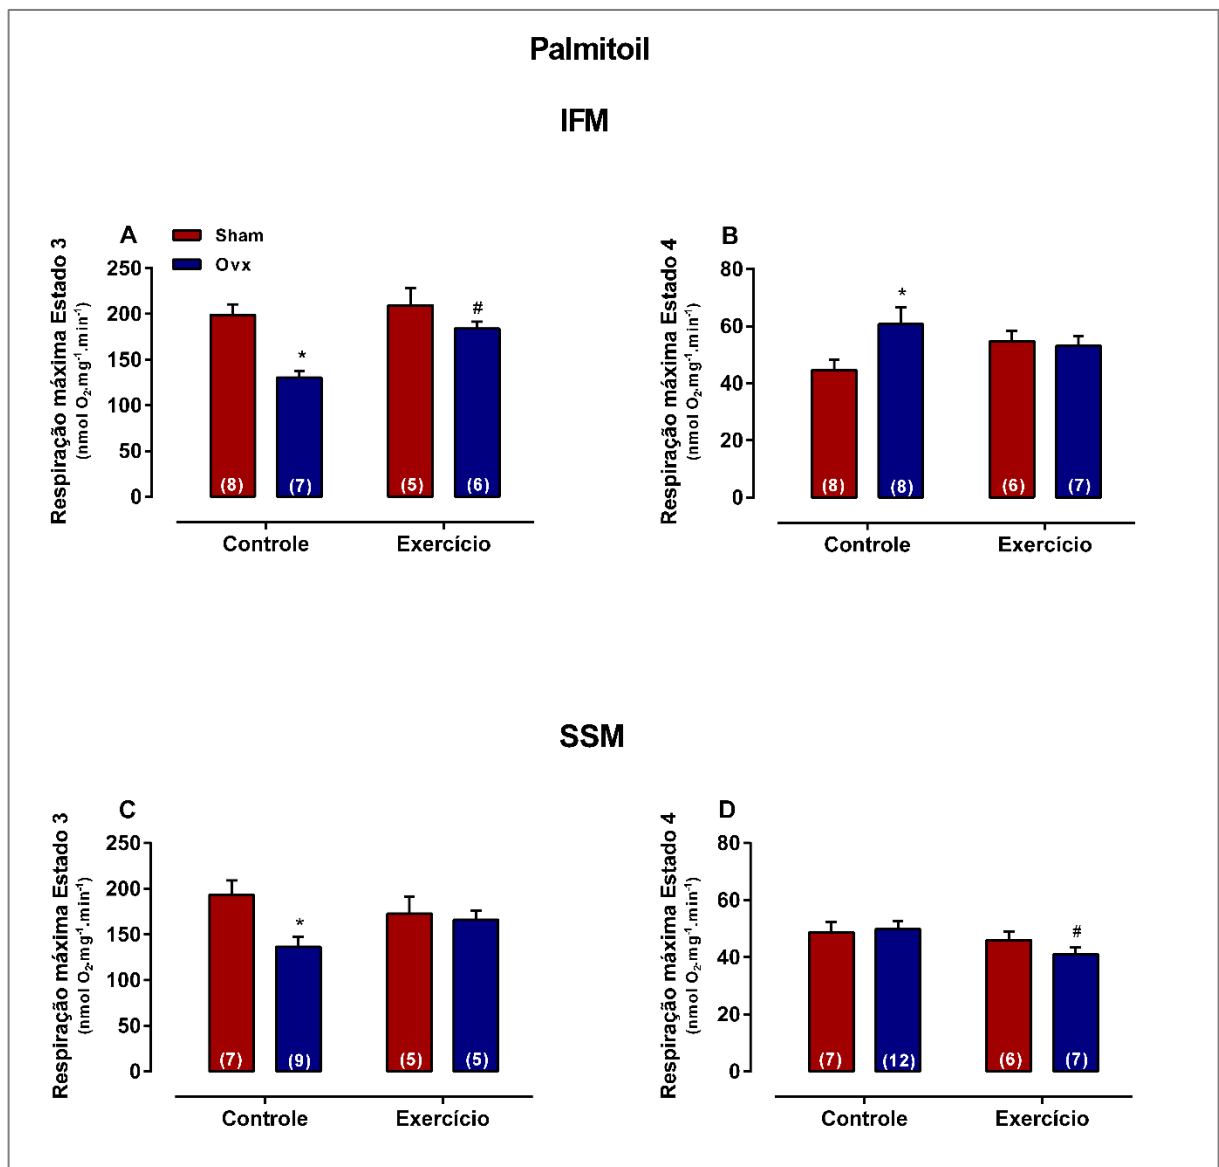 Palmitoil
IFM
A
Sham
Ovx
Respiração máxima Estado 3
(nmol O₂.mg⁻¹.min⁻¹)
250
200
150
100
50
0
*
#
(8)
(7)
(5)
(6)
Controle
Exercício
B
Respiração máxima Estado 4
(nmol O₂.mg⁻¹.min⁻¹)
80
60
40
20
0
*
(8)
(8)
(6)
(7)
Controle
Exercício
SSM
C
Respiração máxima Estado 3
(nmol O₂.mg⁻¹.min⁻¹)
250
200
150
100
50
0
*
(7)
(9)
(5)
(5)
Controle
Exercício
D
Respiração máxima Estado 4
(nmol O₂.mg⁻¹.min⁻¹)
80
60
40
20
0
#
(7)
(12)
(6)
(7)
Controle
Exercício